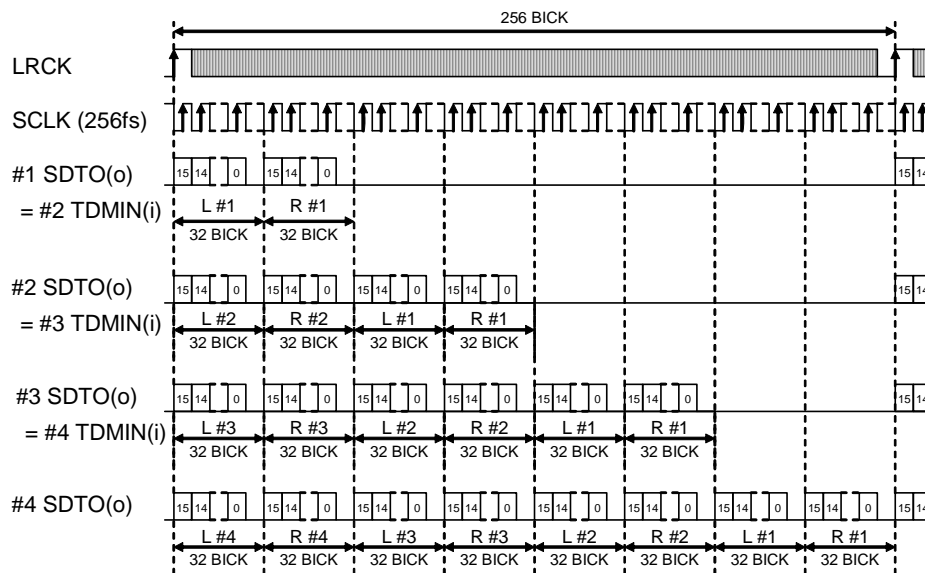 256 BICK
LRCK
SCLK (256fs)
#1 SDTO(o) 15 14 0 15 14 0 15 14
= #2 TDMIN(i) L #1 R #1
32 BICK 32 BICK
#2 SDTO(o) 15 14 0 15 14 0 15 14 0 15 14 0 15 14
= #3 TDMIN(i) L #2 R #2 L #1 R #1
32 BICK 32 BICK 32 BICK 32 BICK
#3 SDTO(o) 15 14 0 15 14 0 15 14 0 15 14 0 15 14 0 15 14 0 15 14
= #4 TDMIN(i) L #3 R #3 L #2 R #2 L #1 R #1
32 BICK 32 BICK 32 BICK 32 BICK 32 BICK 32 BICK
#4 SDTO(o) 15 14 0 15 14 0 15 14 0 15 14 0 15 14 0 15 14 0 15 14 0 15 14 0 15 14
L #4 R #4 L #3 R #3 L #2 R #2 L #1 R #1
32 BICK 32 BICK 32 BICK 32 BICK 32 BICK 32 BICK 32 BICK 32 BICK